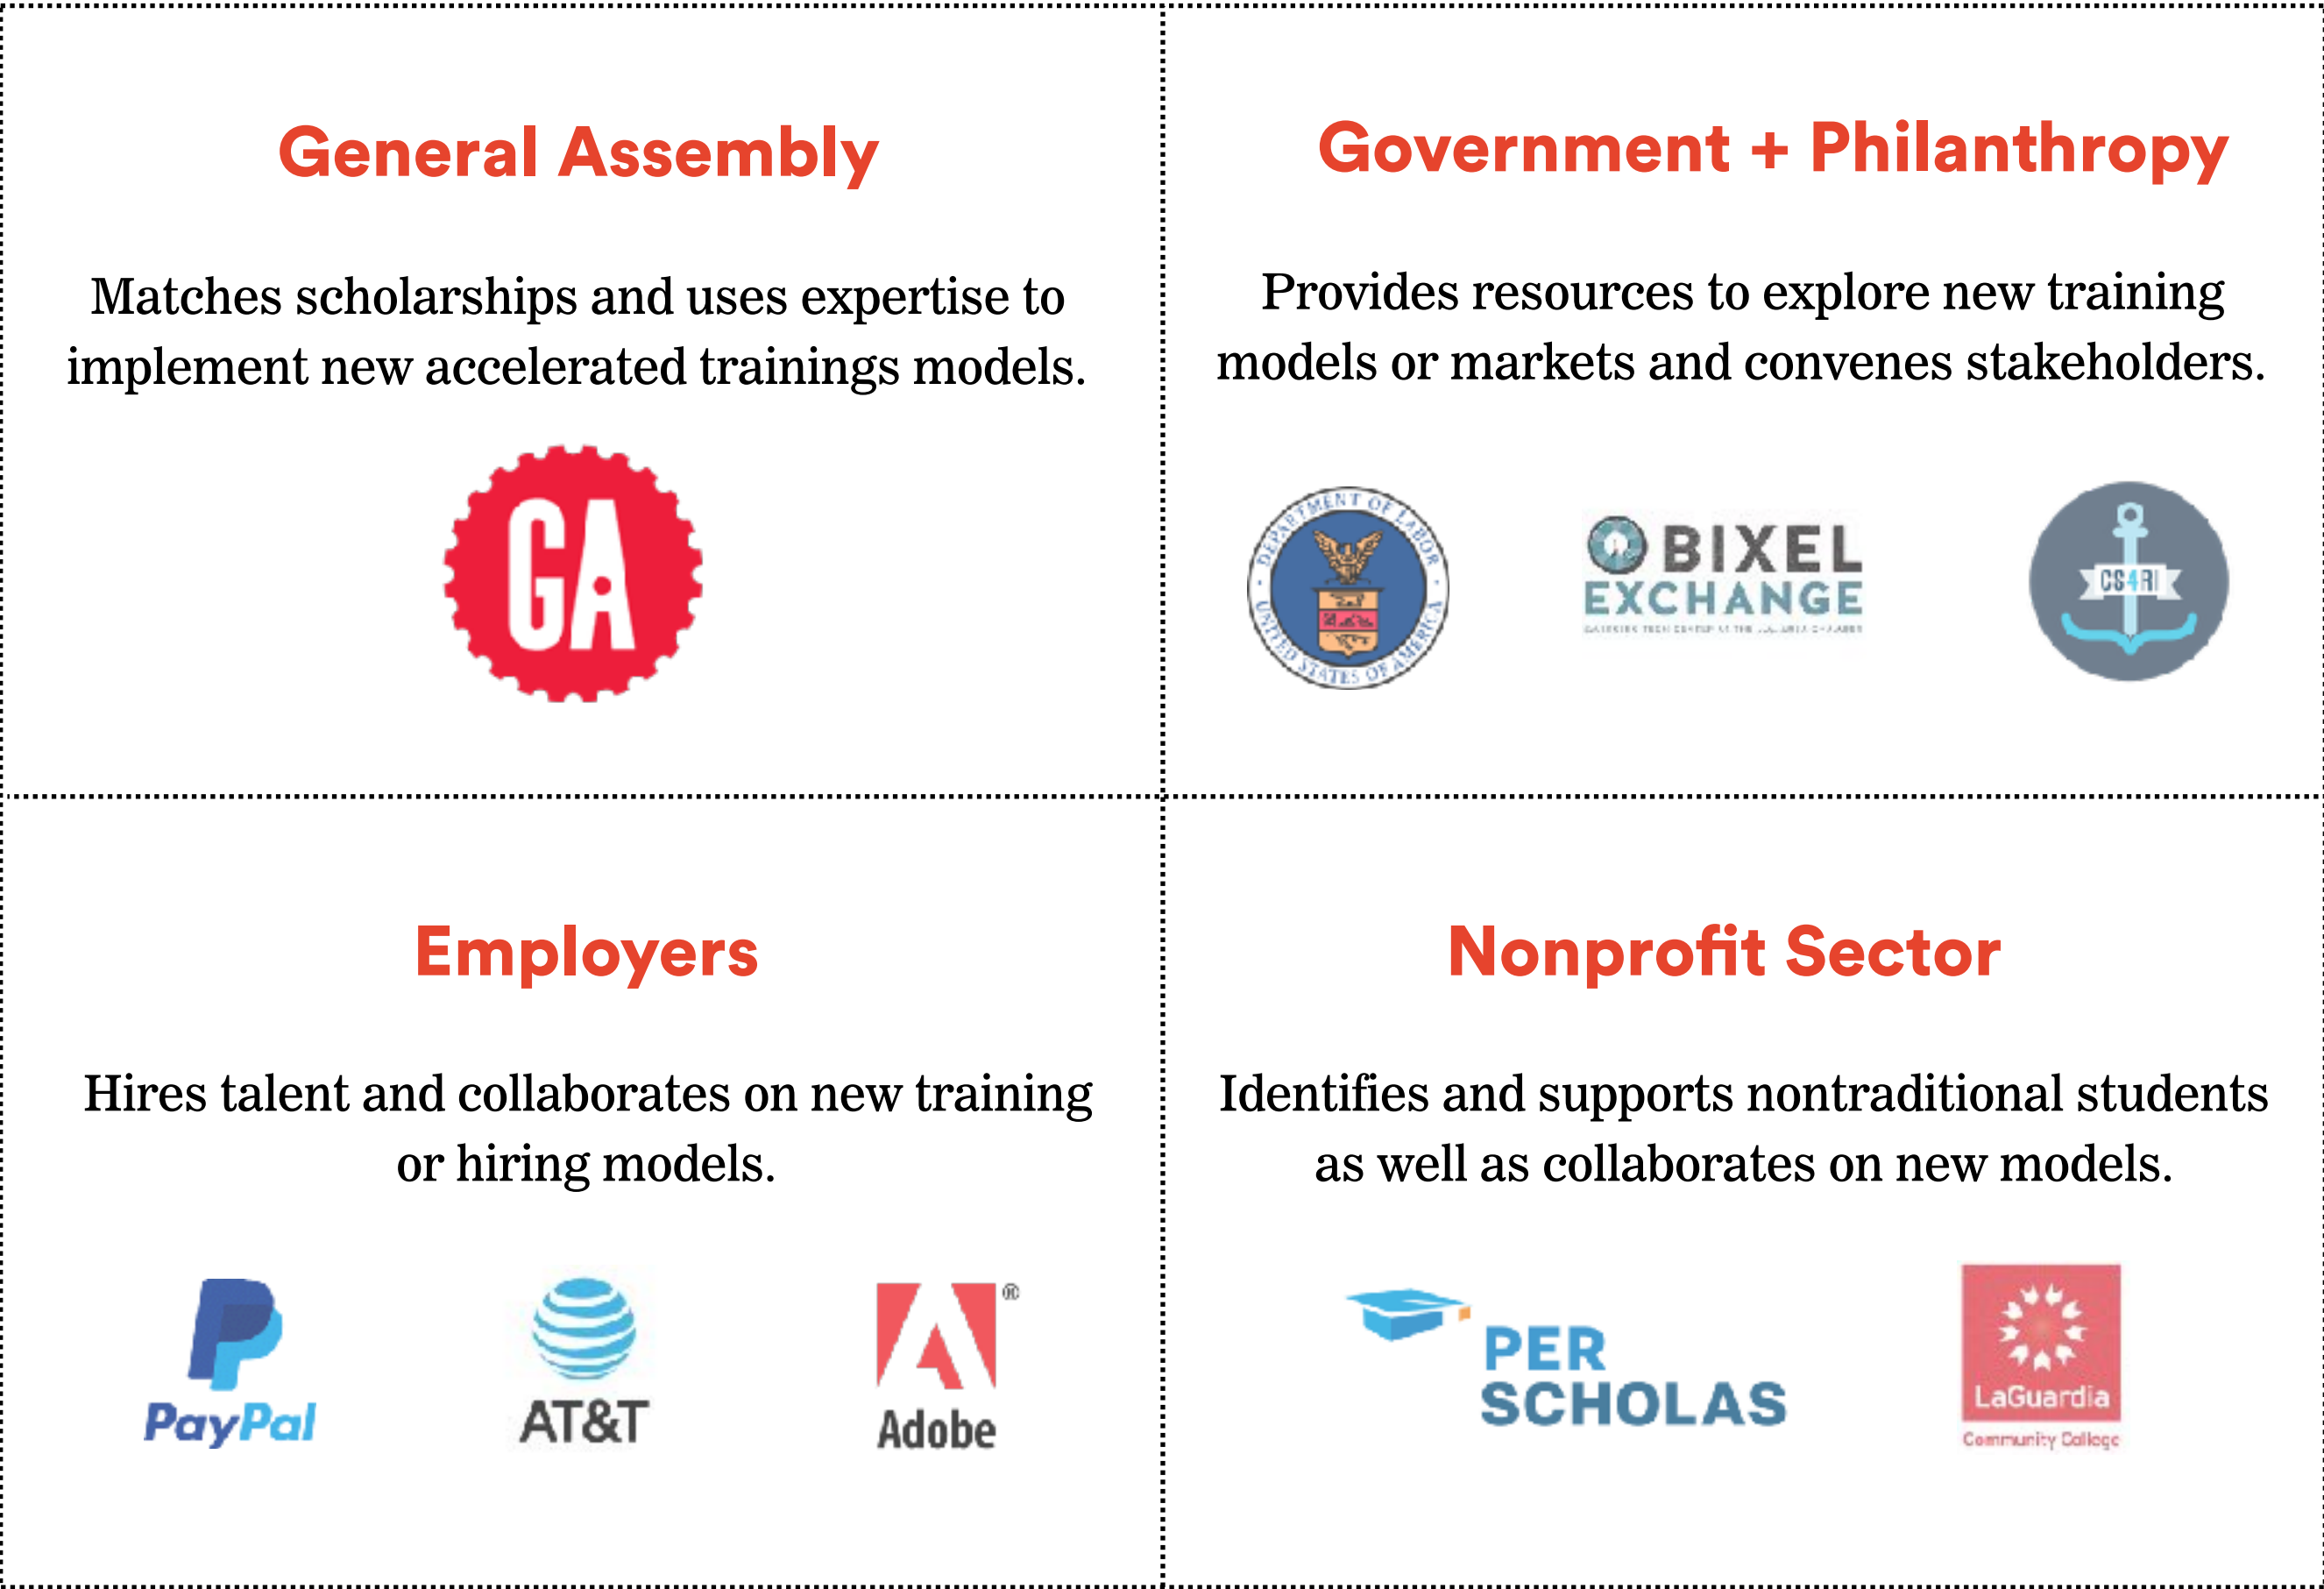 General Assembly
Matches scholarships and uses expertise to
implement new accelerated trainings models.
GA
Government + Philanthropy
Provides resources to explore new training
models or markets and convenes stakeholders.
DEPARTMENT OF LABOR
UNITED STATES OF AMERICA
BIXEL
EXCHANGE
CS4RI
Employers
Hires talent and collaborates on new training
or hiring models.
PayPal
AT&T
Adobe
®
Nonprofit Sector
Identifies and supports nontraditional students
as well as collaborates on new models.
PER
SCHOLAS
LaGuardia
Community College